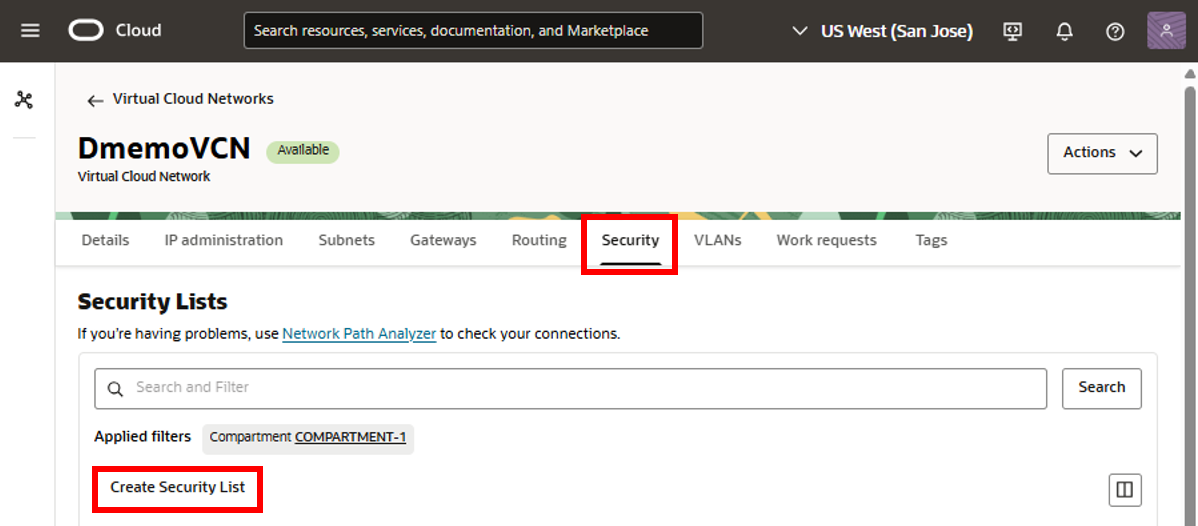 Cloud
Search resources, services, documentation, and Marketplace
US West (San Jose)
Virtual Cloud Networks
DmemoVCN Available
Virtual Cloud Network
Actions
Details IP administration Subnets Gateways Routing Security VLANs Work requests Tags
Security Lists
If you're having problems, use Network Path Analyzer to check your connections.
Search and Filter
Search
Applied filters Compartment COMPARTMENT-1
Create Security List